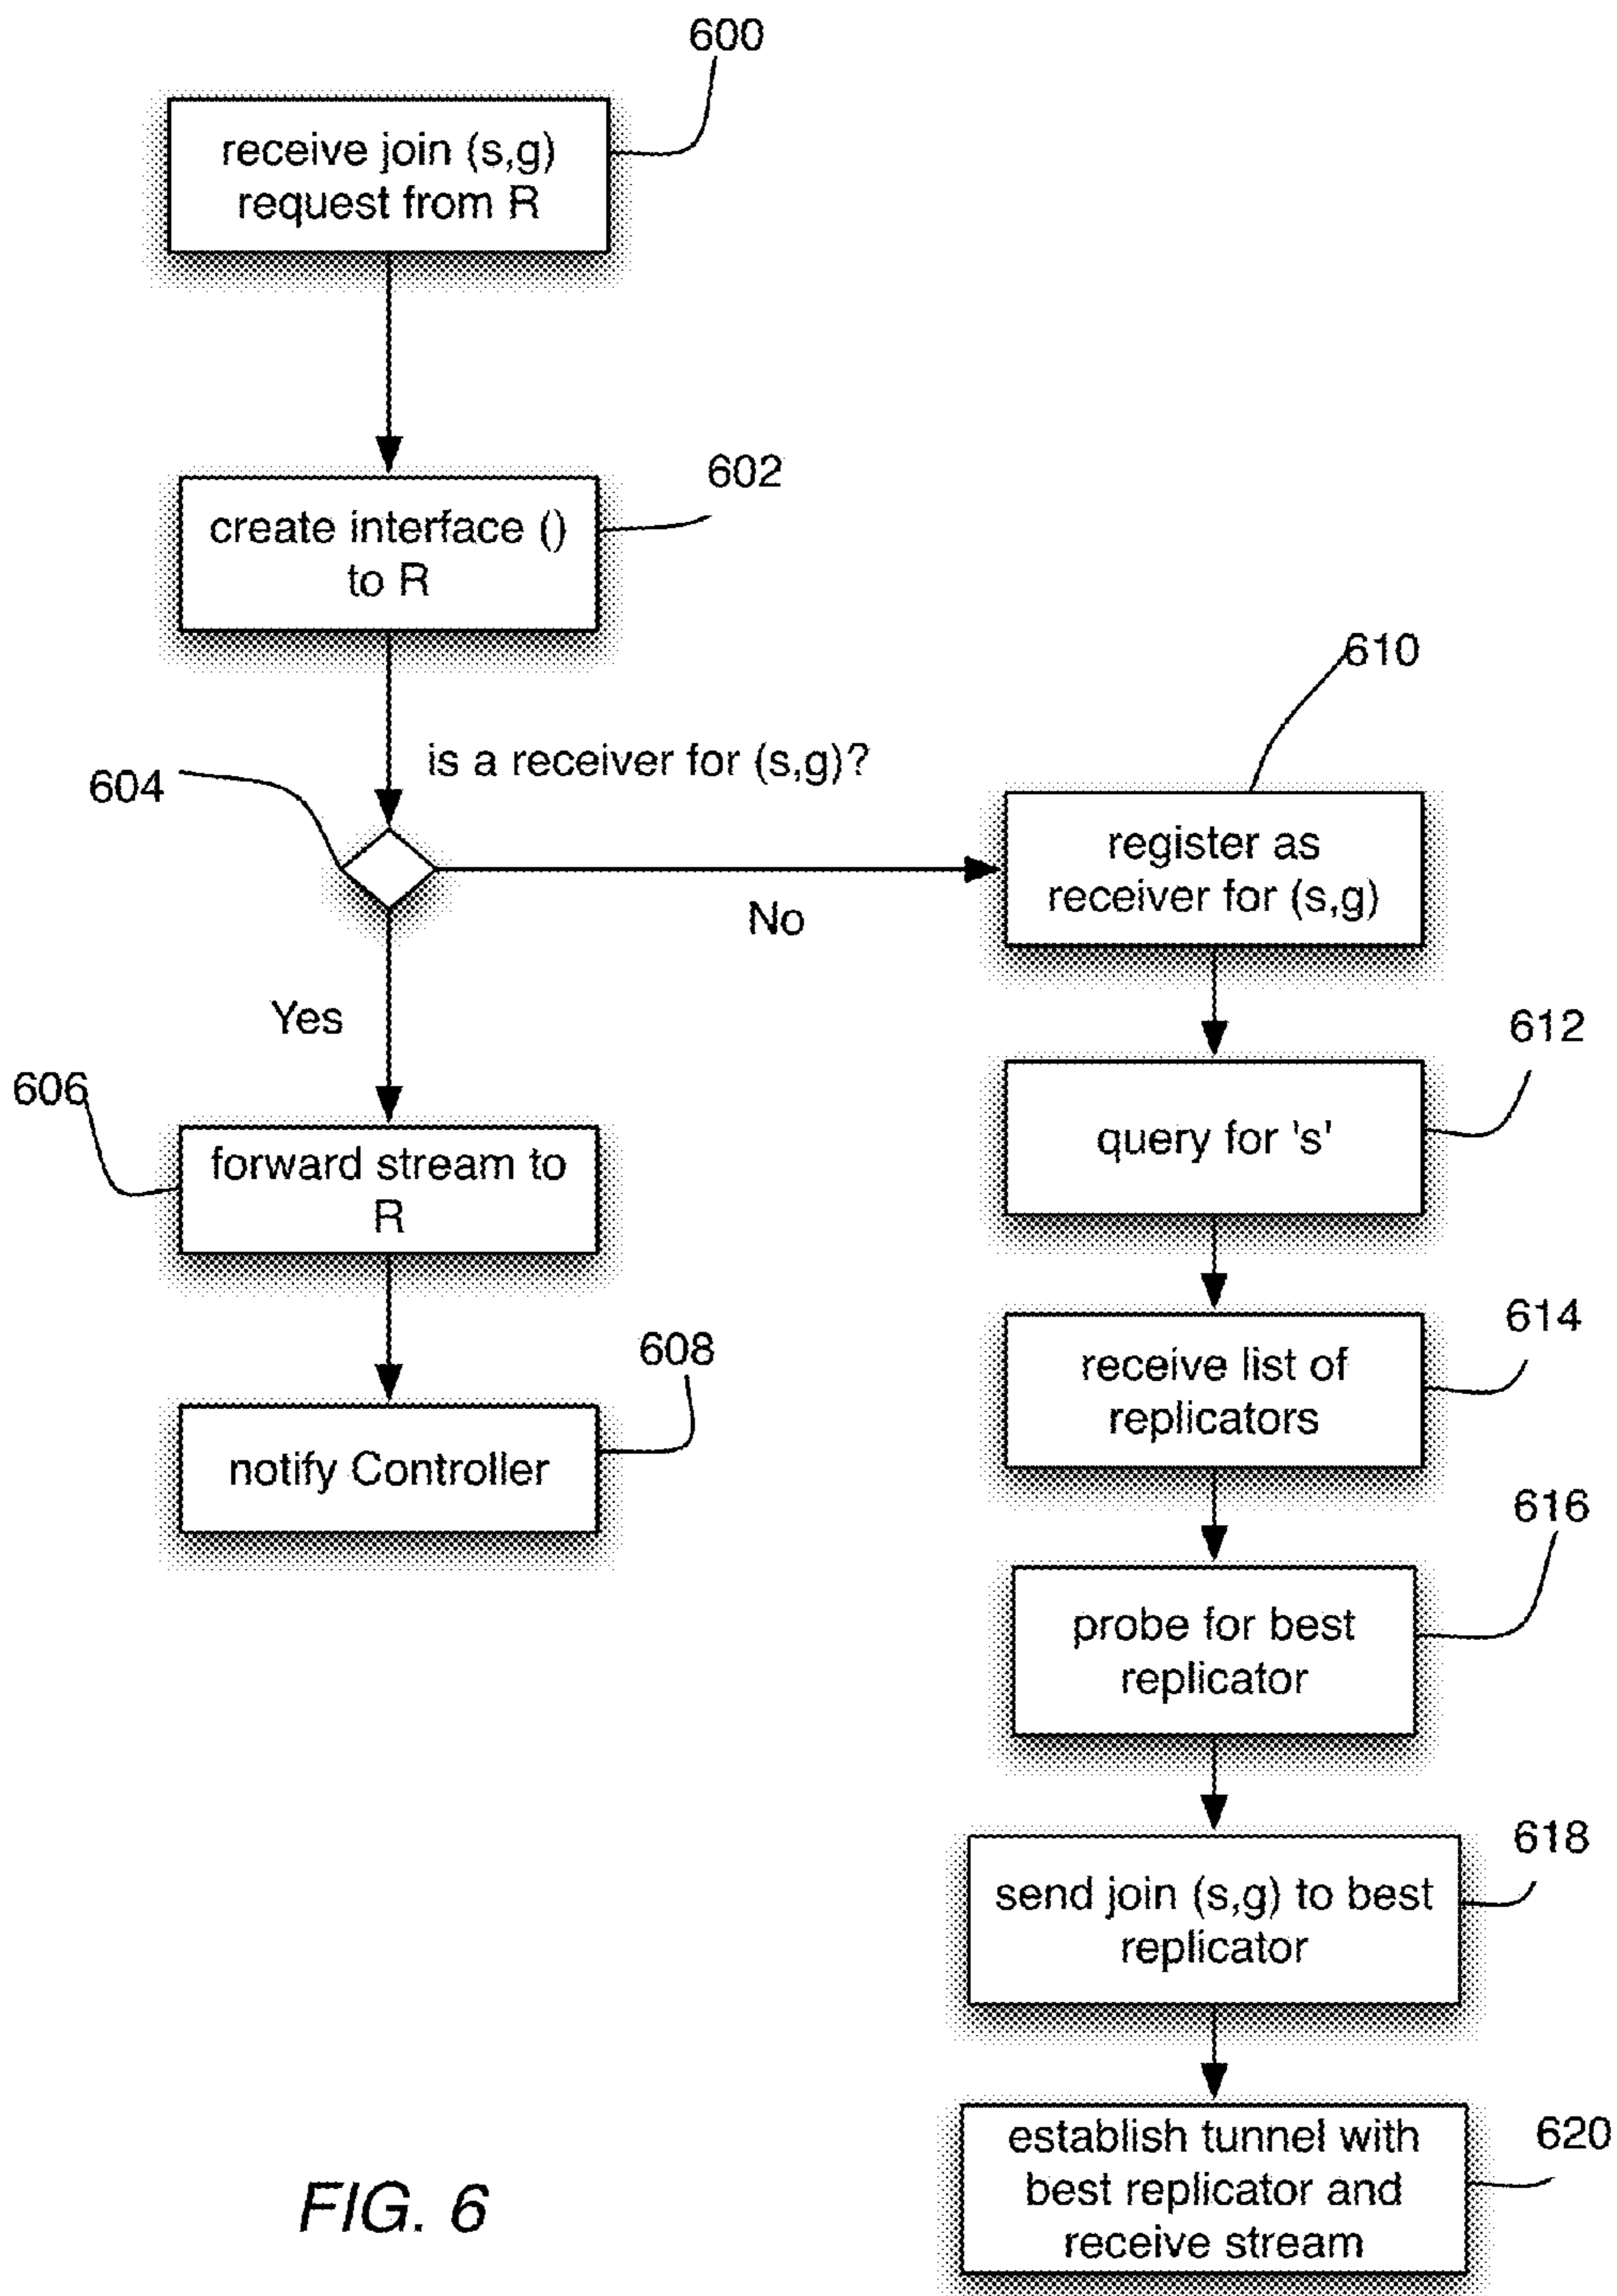 600
receive join (s,g)
request from R
602
create interface ()
to R
is a receiver for (s,g)?
604
No
Yes
606
forward stream to
R
608
notify Controller
610
register as
receiver for (s,g)
612
query for 's'
614
receive list of
replicators
616
probe for best
replicator
618
send join (s,g) to best
replicator
620
establish tunnel with
best replicator and
receive stream
FIG. 6